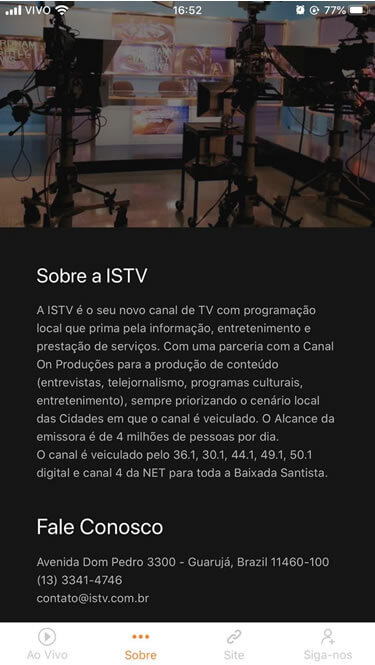 VIVO
16:52
77%
Sobre a ISTV
A ISTV é o seu novo canal de TV com programação
local que prima pela informação, entretenimento e
prestação de serviços. Com uma parceria com a Canal
On Produções para a produção de conteúdo
(entrevistas, telejornalismo, programas culturais,
entretenimento), sempre priorizando o cenário local
das Cidades em que o canal é veiculado. O Alcance da
emissora é de 4 milhões de pessoas por dia.
O canal é veiculado pelo 36.1, 30.1, 44.1, 49.1, 50.1
digital e canal 4 da NET para toda a Baixada Santista.
Fale Conosco
Avenida Dom Pedro 3300 - Guarujá, Brazil 11460-100
(13) 3341-4746
contato@istv.com.br
Ao Vivo
Sobre
Site
Siga-nos